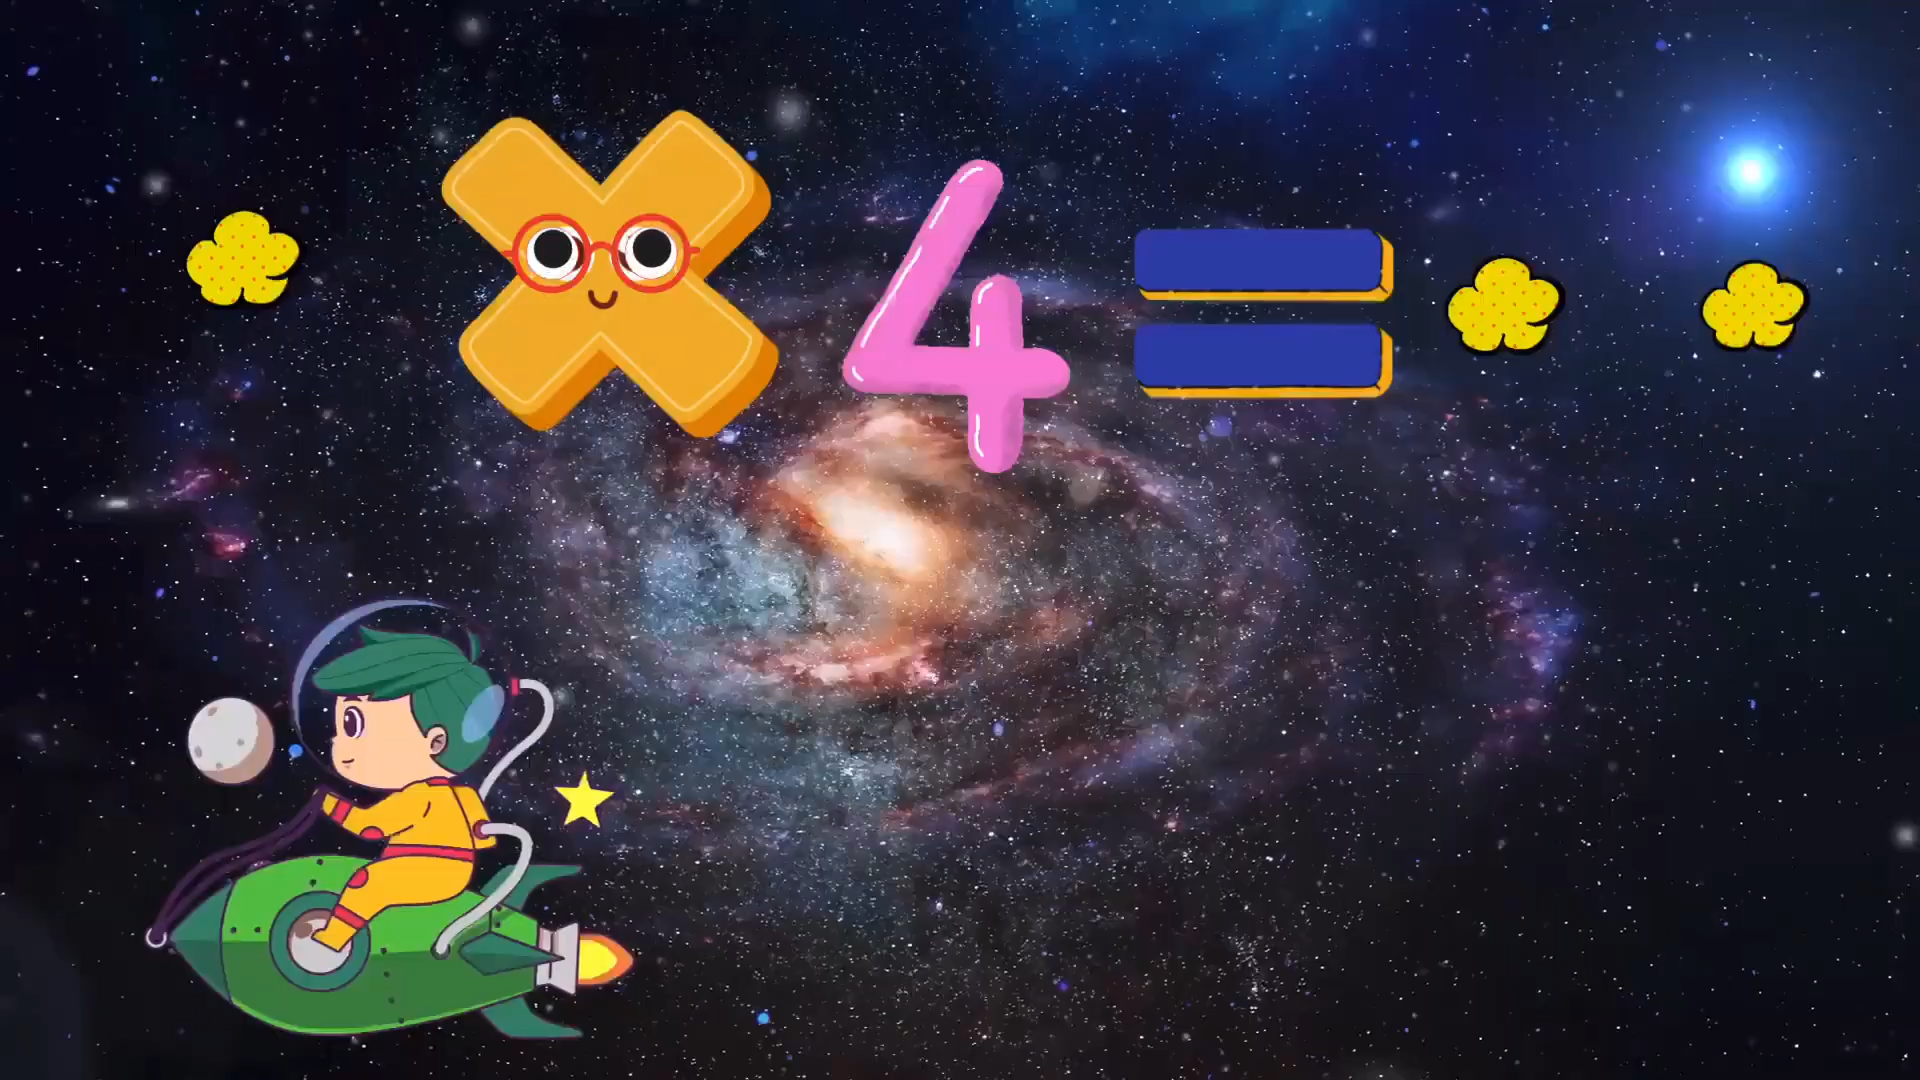 × 4 =